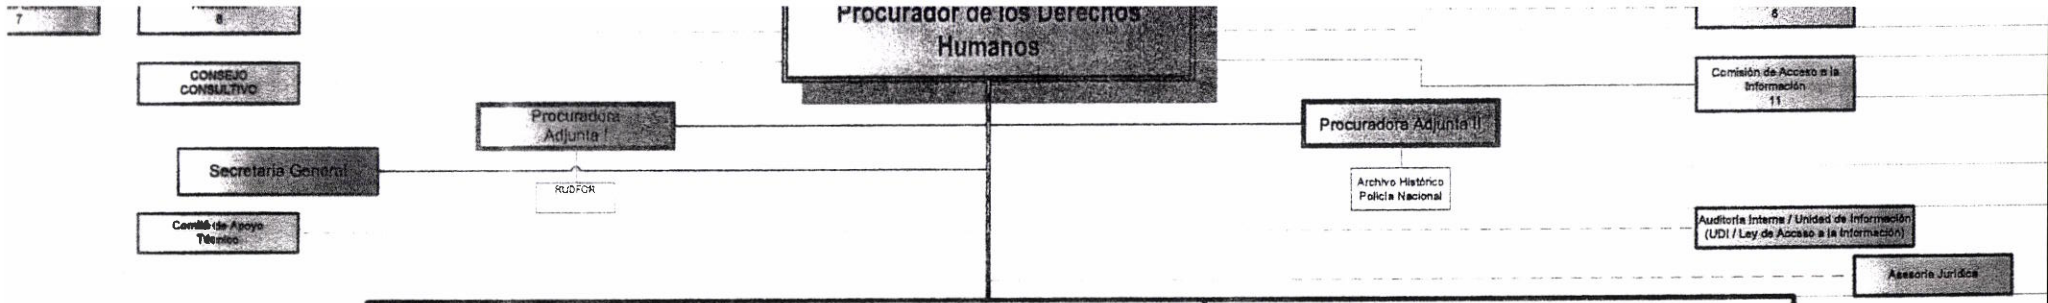 7
8
Procurador de los Derechos
Humanos
6
CONSEJO
CONSULTIVO
Comisión de Acceso a la
Información
11
Procuradora
Adjunta I
Procuradora Adjunta II
Secretaria General
RUDFOR
Archivo Histórico
Policía Nacional
Comité de Apoyo
Técnico
Auditoría Interna / Unidad de Información
(UDI / Ley de Acceso a la Información)
Asesoría Jurídica